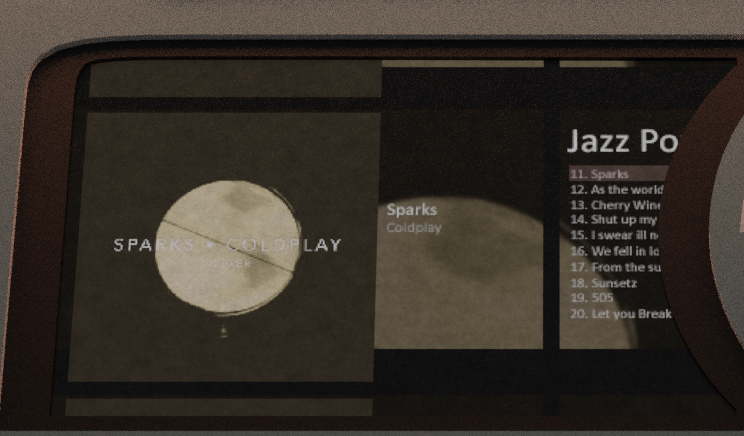 SPARKS • COLDPLAY
Sparks
Coldplay
Jazz Po
11. Sparks
12. As the world
13. Cherry Wine
14. Shut up my
15. I swear ill n
16. We fell in lo
17. From the su
18. Sunsetz
19. 505
20. Let you Break